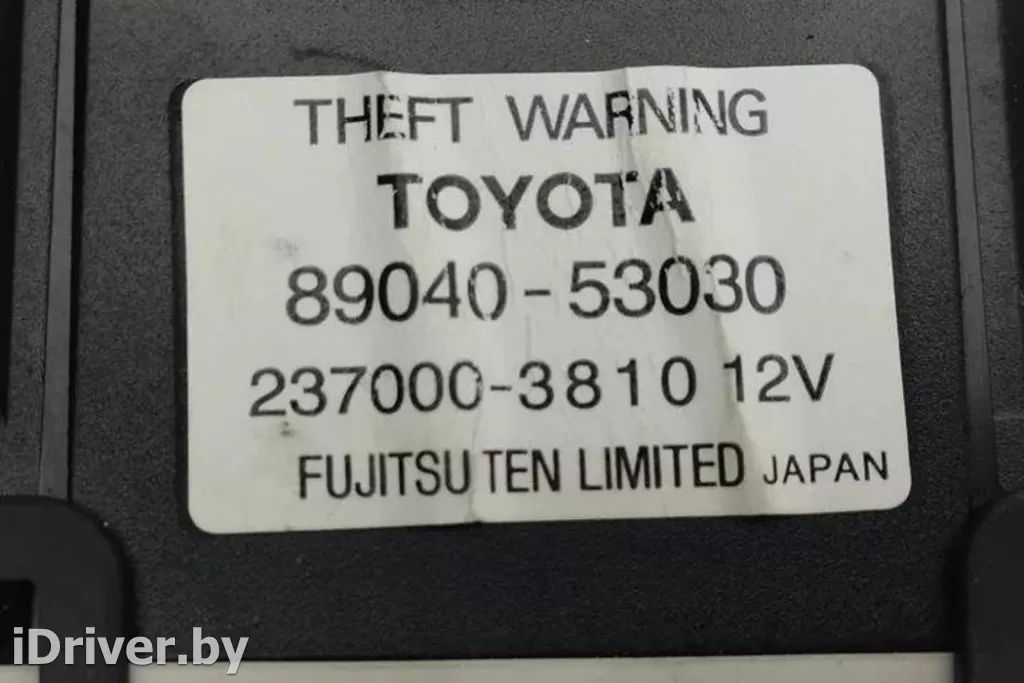 THEFT WARNING
TOYOTA
89040-53030
237000-3810 12V
FUJITSU TEN LIMITED JAPAN
iDriver.by